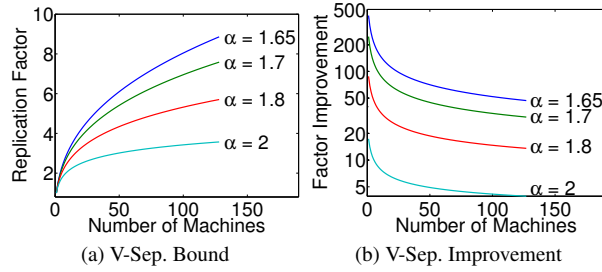 Replication Factor
10
8
6
4
2
0
50
100
150
α = 1.65
α = 1.7
α = 1.8
α = 2
Number of Machines
(a) V-Sep. Bound
Factor Improvement
500
200
100
50
20
10
5
0
50
100
150
α = 1.65
α = 1.7
α = 1.8
α = 2
Number of Machines
(b) V-Sep. Improvement